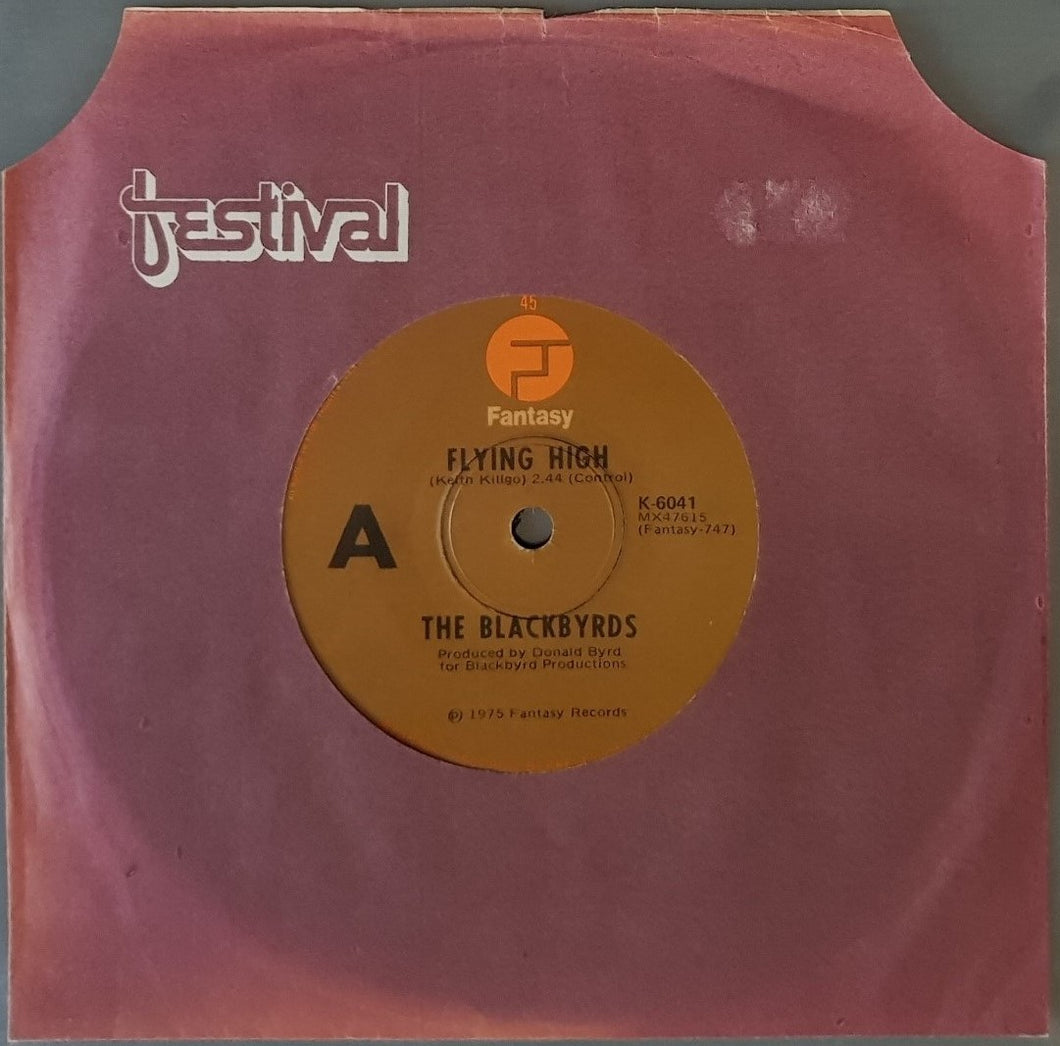 festival
45
Fantasy
FLYING HIGH
(Keith Killgo) 2.44 (Control)
K-6041
MX47615
(Fantasy-747)
A
THE BLACKBYRDS
Produced by Donald Byrd
for Blackbyrd Productions
℗ 1975 Fantasy Records